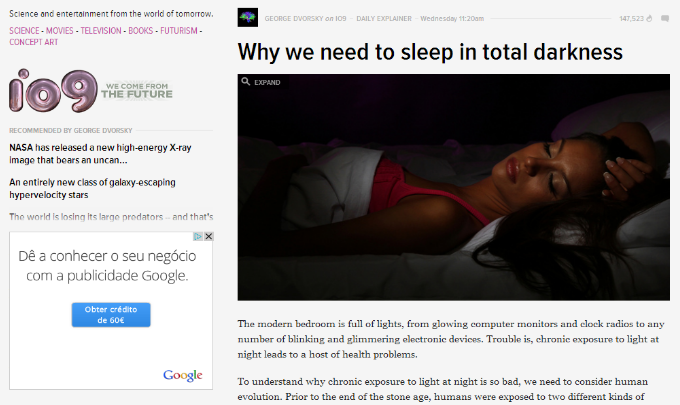 Science and entertainment from the world of tomorrow.
SCIENCE - MOVIES - TELEVISION - BOOKS - FUTURISM -
CONCEPT ART
io9
WE COME FROM
THE FUTURE
RECOMMENDED BY GEORGE DVORSKY
NASA has released a new high-energy X-ray
image that bears an uncan...
An entirely new class of galaxy-escaping
hypervelocity stars
The world is losing its large predators – and that's
Dê a conhecer o seu negócio
com a publicidade Google.
Obter crédito
de 60€
Google
GEORGE DVORSKY on IO9 · DAILY EXPLAINER · Wednesday 11:20am
147,523
Why we need to sleep in total darkness
EXPAND
The modern bedroom is full of lights, from glowing computer monitors and clock radios to any
number of blinking and glimmering electronic devices. Trouble is, chronic exposure to light at
night leads to a host of health problems.
To understand why chronic exposure to light at night is so bad, we need to consider human
evolution. Prior to the end of the stone age, humans were exposed to two different kinds of